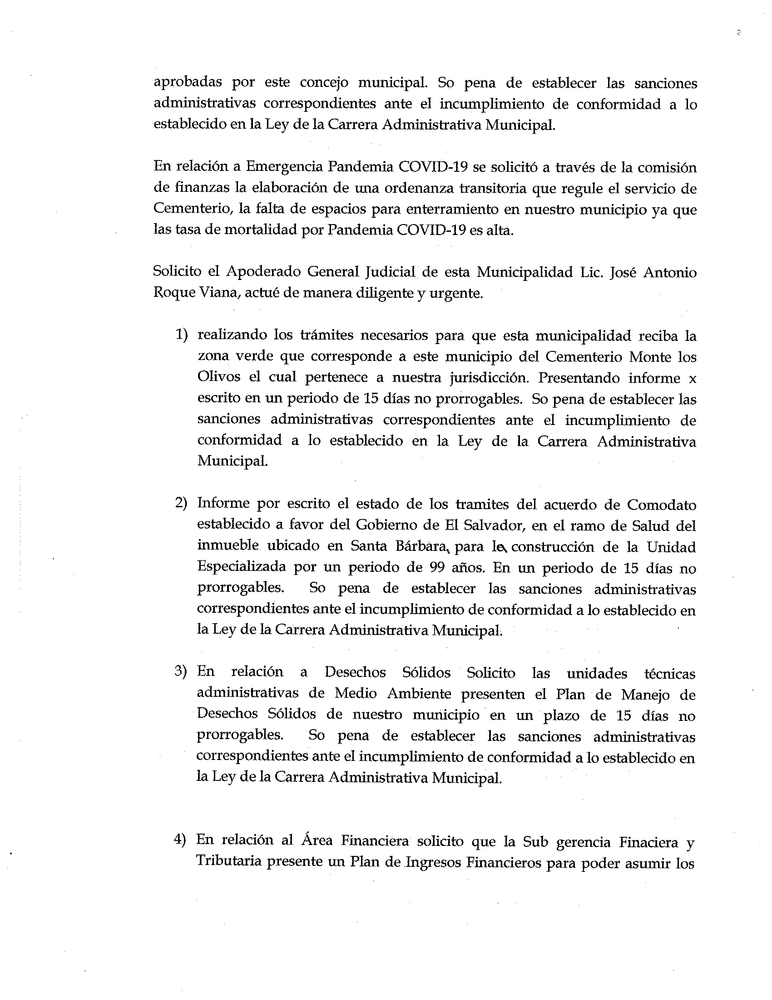 aprobadas por este concejo municipal. So pena de establecer las sanciones
administrativas correspondientes ante el incumplimiento de conformidad a lo
establecido en la Ley de la Carrera Administrativa Municipal.
En relación a Emergencia Pandemia COVID-19 se solicitó a través de la comisión
de finanzas la elaboración de una ordenanza transitoria que regule el servicio de
Cementerio, la falta de espacios para enterramiento en nuestro municipio ya que
las tasa de mortalidad por Pandemia COVID-19 es alta.
Solicito el Apoderado General Judicial de esta Municipalidad Lic. José Antonio
Roque Viana, actué de manera diligente y urgente.
1) realizando los trámites necesarios para que esta municipalidad reciba la
zona verde que corresponde a este municipio del Cementerio Monte los
Olivos el cual pertenece a nuestra jurisdicción. Presentando informe x
escrito en un periodo de 15 días no prorrogables. So pena de establecer las
sanciones administrativas correspondientes ante el incumplimiento de
conformidad a lo establecido en la Ley de la Carrera Administrativa
Municipal.
2) Informe por escrito el estado de los tramites del acuerdo de Comodato
establecido a favor del Gobierno de El Salvador, en el ramo de Salud del
inmueble ubicado en Santa Bárbara, para la construcción de la Unidad
Especializada por un periodo de 99 años. En un periodo de 15 días no
prorrogables. So pena de establecer las sanciones administrativas
correspondientes ante el incumplimiento de conformidad a lo establecido en
la Ley de la Carrera Administrativa Municipal.
3) En relación a Desechos Sólidos Solicito las unidades técnicas
administrativas de Medio Ambiente presenten el Plan de Manejo de
Desechos Sólidos de nuestro municipio en un plazo de 15 días no
prorrogables. So pena de establecer las sanciones administrativas
correspondientes ante el incumplimiento de conformidad a lo establecido en
la Ley de la Carrera Administrativa Municipal.
4) En relación al Área Financiera solicito que la Sub gerencia Finaciera y
Tributaria presente un Plan de Ingresos Financieros para poder asumir los